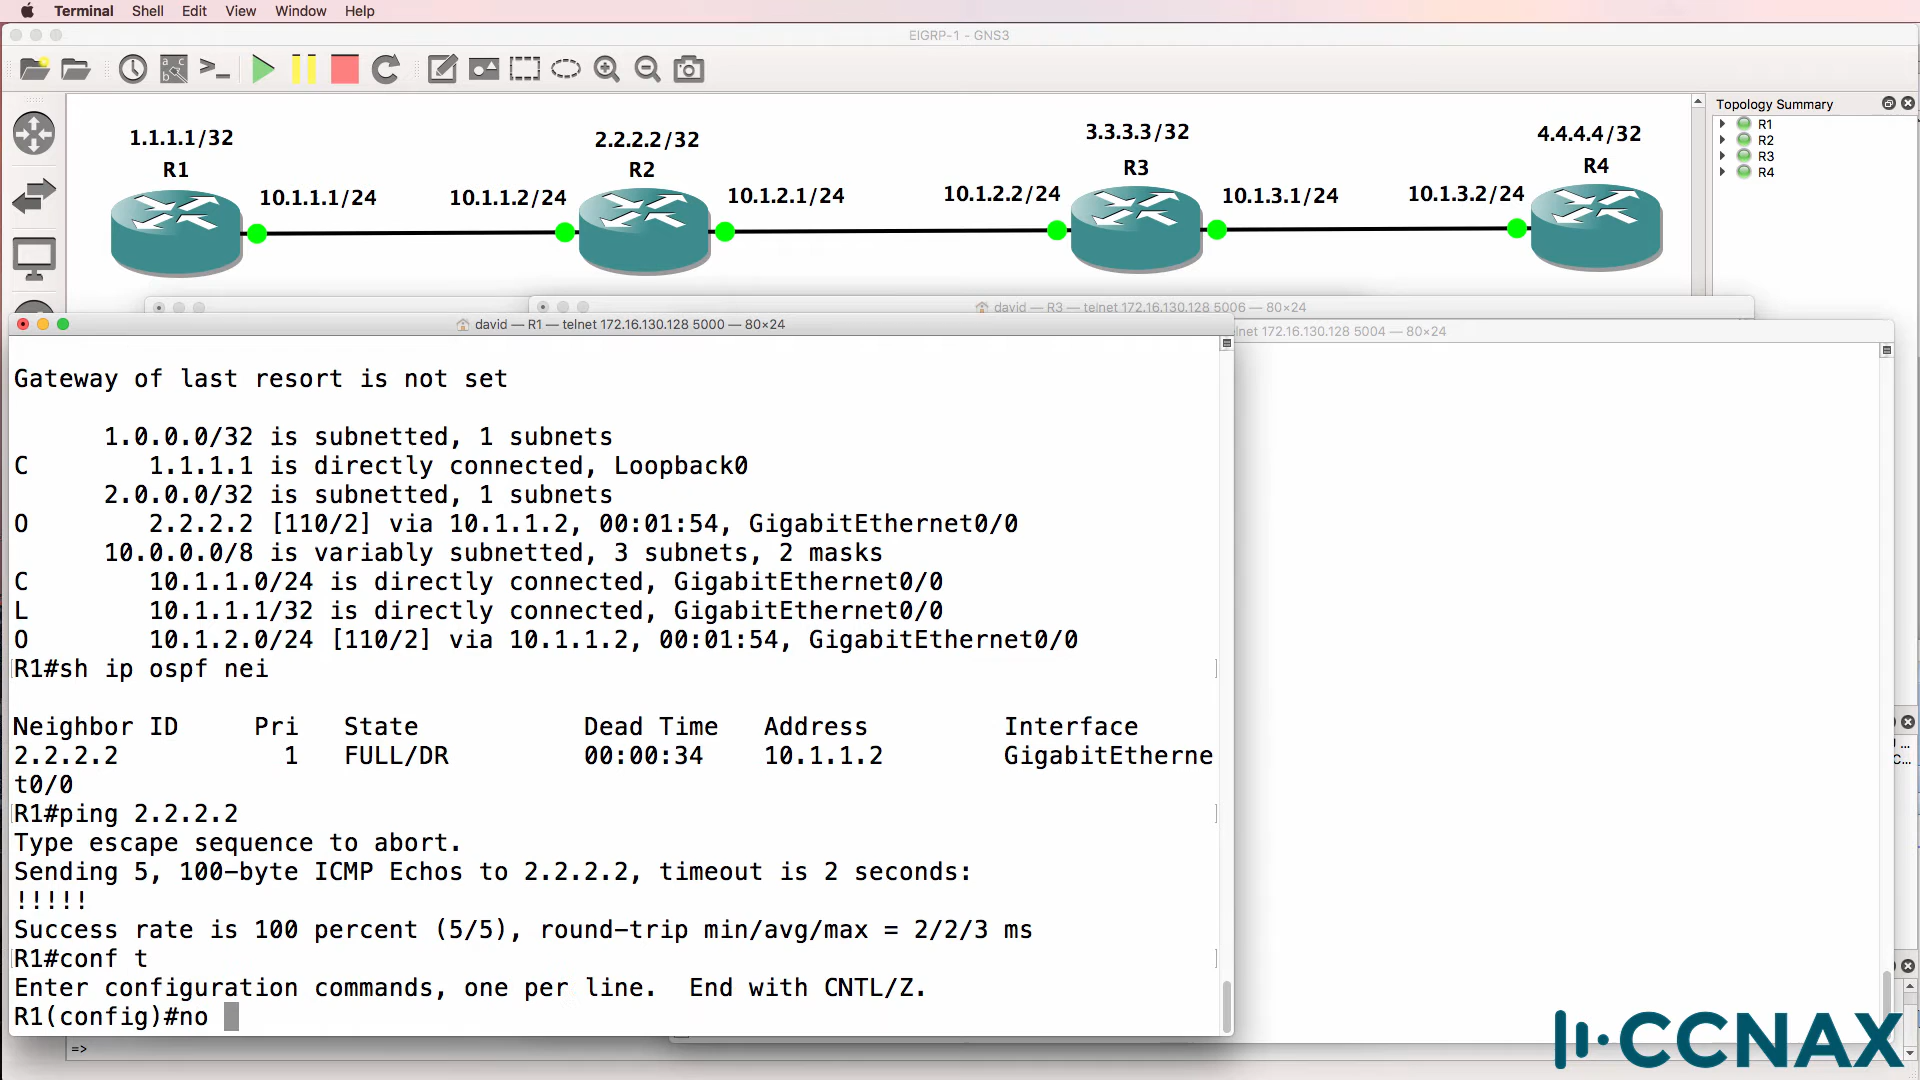 Terminal Shell Edit View Window Help
EIGRP-1 - GNS3
Topology Summary
R1
R2
R3
R4
1.1.1.1/32
R1
2.2.2.2/32
R2
3.3.3.3/32
R3
4.4.4.4/32
R4
10.1.1.1/24
10.1.1.2/24
10.1.2.1/24
10.1.2.2/24
10.1.3.1/24
10.1.3.2/24
david — R3 — telnet 172.16.130.128 5006 — 80×24
david — R1 — telnet 172.16.130.128 5000 — 80×24
172.16.130.128 5004 — 80×24
Gateway of last resort is not set
1.0.0.0/32 is subnetted, 1 subnets
C 1.1.1.1 is directly connected, Loopback0
2.0.0.0/32 is subnetted, 1 subnets
O 2.2.2.2 [110/2] via 10.1.1.2, 00:01:54, GigabitEthernet0/0
10.0.0.0/8 is variably subnetted, 3 subnets, 2 masks
C 10.1.1.0/24 is directly connected, GigabitEthernet0/0
L 10.1.1.1/32 is directly connected, GigabitEthernet0/0
O 10.1.2.0/24 [110/2] via 10.1.1.2, 00:01:54, GigabitEthernet0/0
R1#sh ip ospf nei
Neighbor ID Pri State Dead Time Address Interface
2.2.2.2 1 FULL/DR 00:00:34 10.1.1.2 GigabitEtherne
t0/0
R1#ping 2.2.2.2
Type escape sequence to abort.
Sending 5, 100-byte ICMP Echos to 2.2.2.2, timeout is 2 seconds:
!!!!!
Success rate is 100 percent (5/5), round-trip min/avg/max = 2/2/3 ms
R1#conf t
Enter configuration commands, one per line. End with CNTL/Z.
R1(config)#no
=>
CCNAX